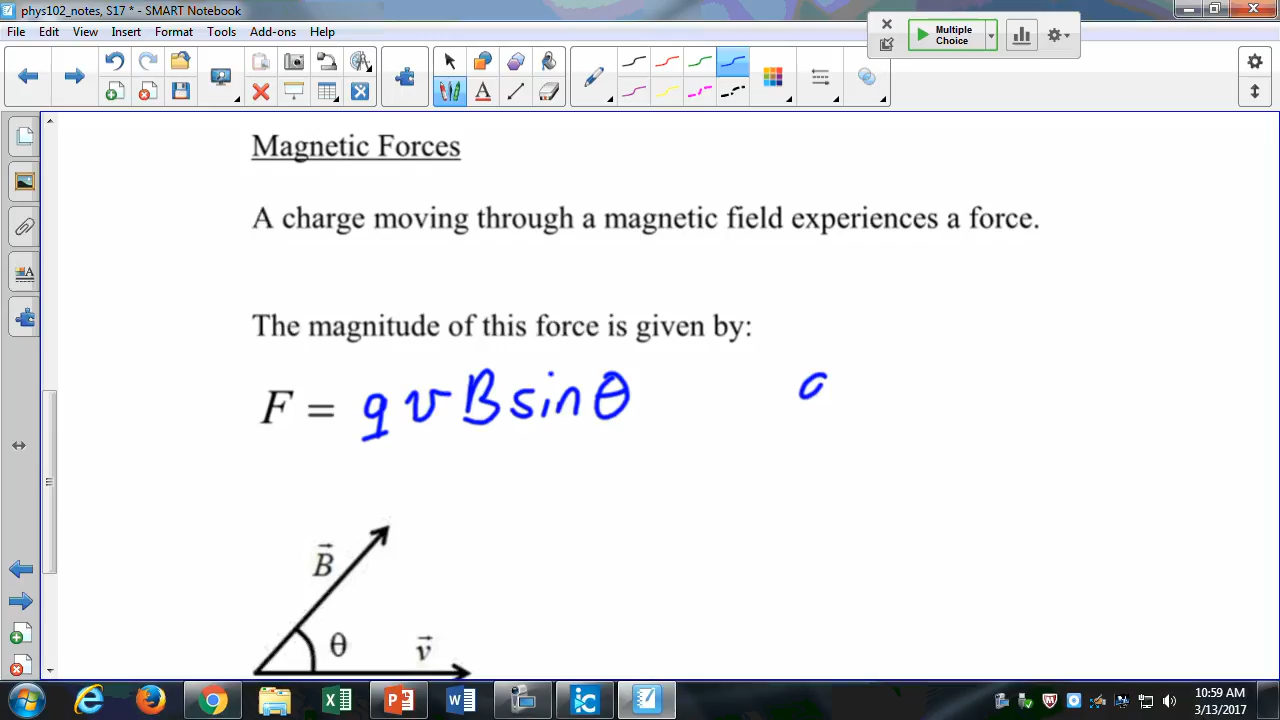 phys102_notes, S17 * - SMART Notebook
File Edit View Insert Format Tools Add-ons Help
Multiple
Choice
Magnetic Forces
A charge moving through a magnetic field experiences a force.
The magnitude of this force is given by:
F = q v B sin θ
B⃗
θ
v⃗
10:59 AM
3/13/2017